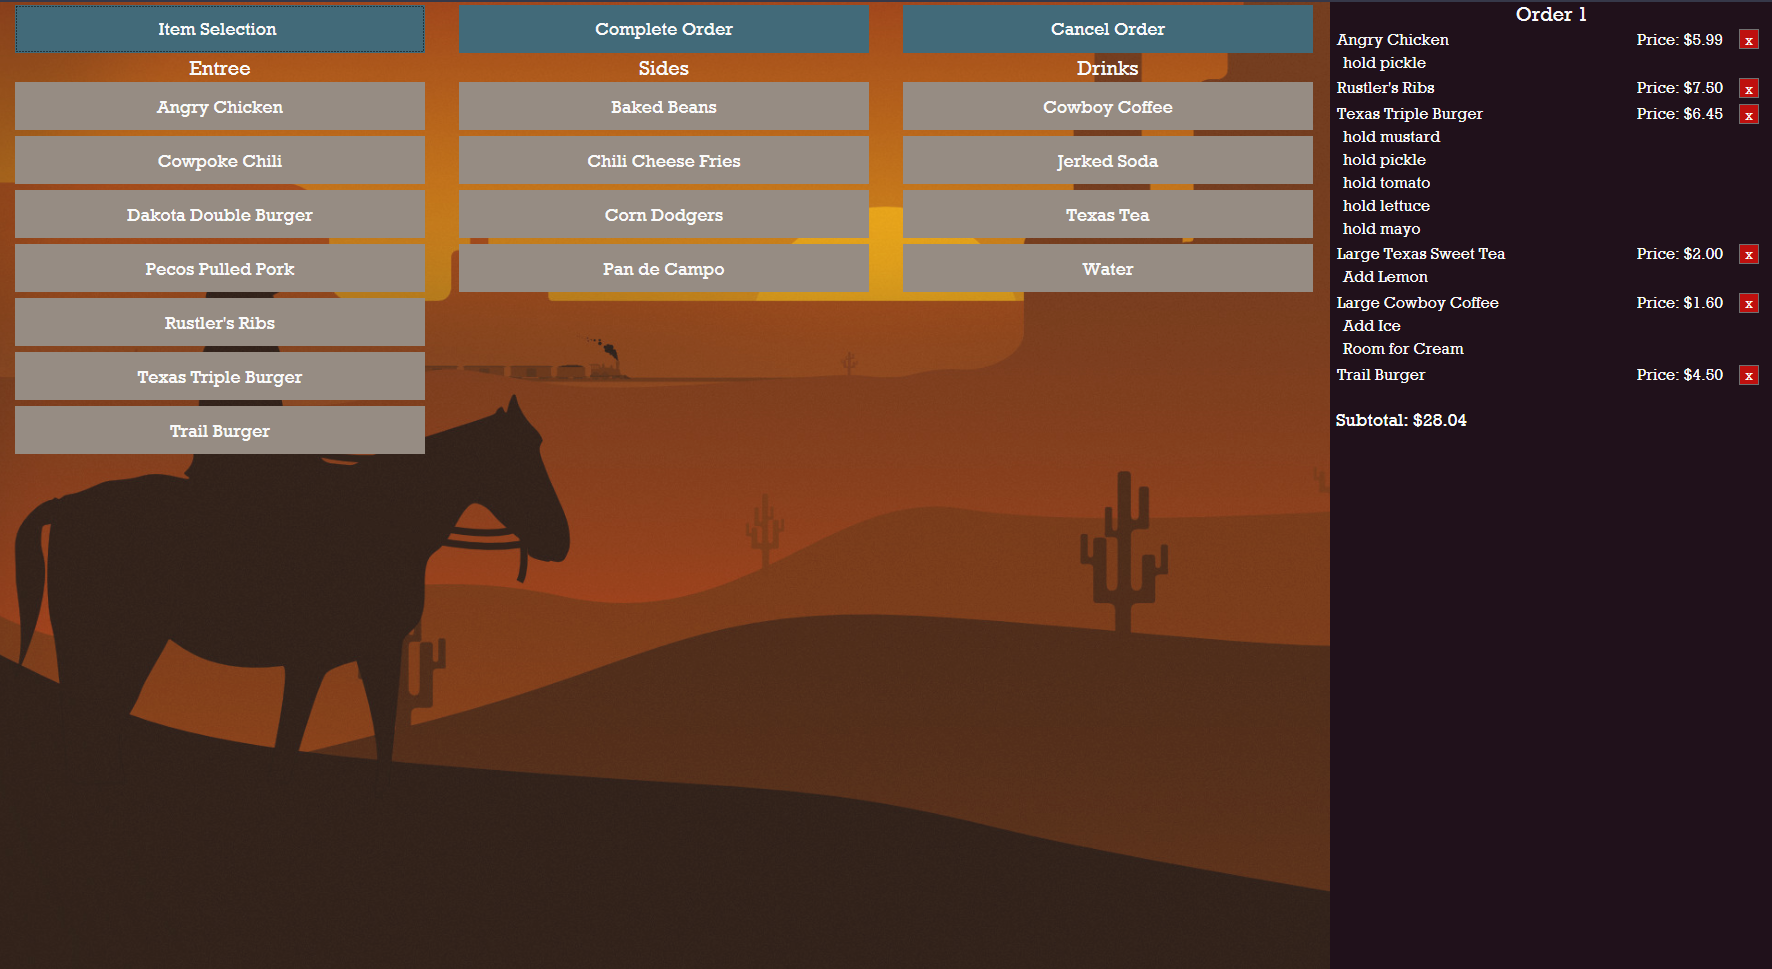 Item Selection
Complete Order
Cancel Order
Entree
Sides
Drinks
Angry Chicken
Baked Beans
Cowboy Coffee
Cowpoke Chili
Chili Cheese Fries
Jerked Soda
Dakota Double Burger
Corn Dodgers
Texas Tea
Pecos Pulled Pork
Pan de Campo
Water
Rustler's Ribs
Texas Triple Burger
Trail Burger
Order 1
Angry Chicken Price: $5.99 x
hold pickle
Rustler's Ribs Price: $7.50 x
Texas Triple Burger Price: $6.45 x
hold mustard
hold pickle
hold tomato
hold lettuce
hold mayo
Large Texas Sweet Tea Price: $2.00 x
Add Lemon
Large Cowboy Coffee Price: $1.60 x
Add Ice
Room for Cream
Trail Burger Price: $4.50 x
Subtotal: $28.04